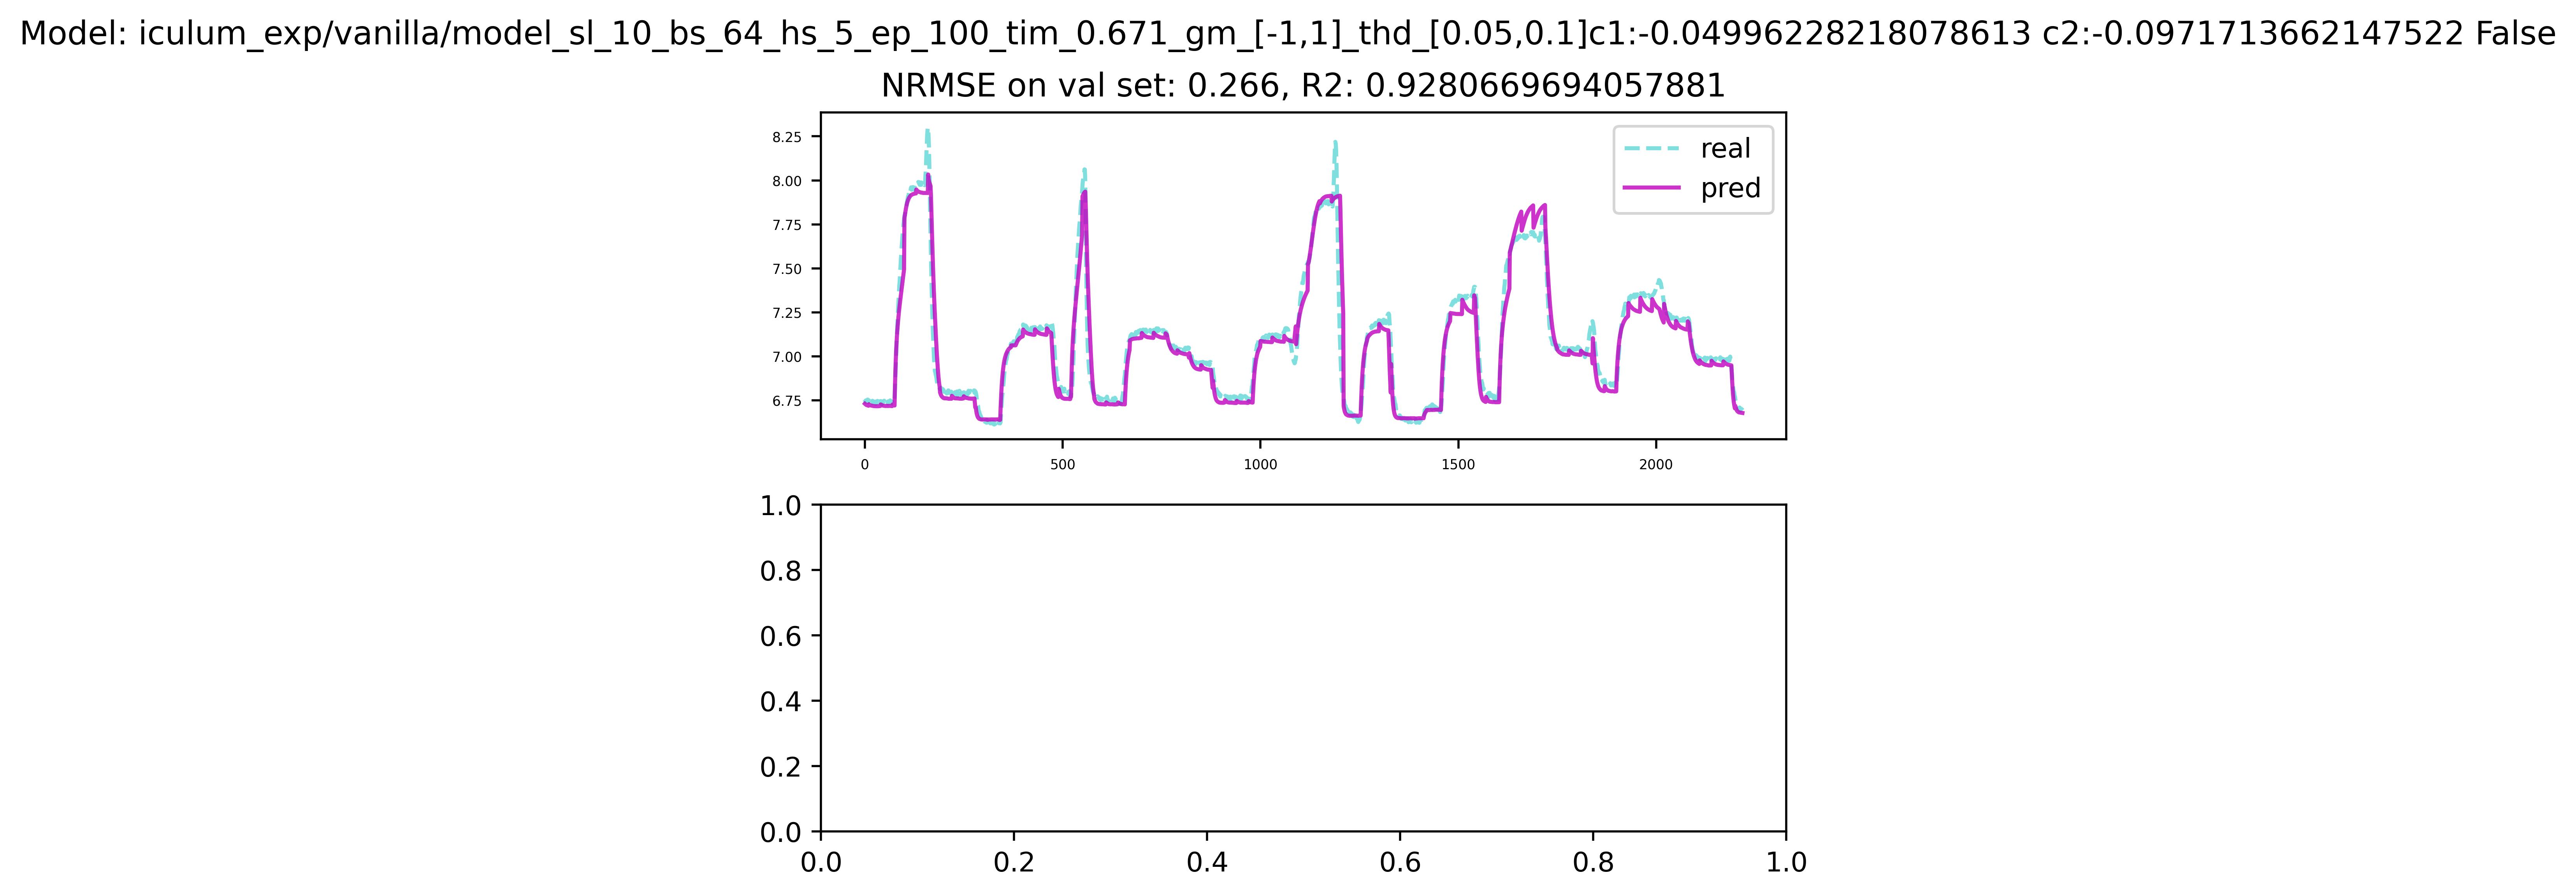 Model: iculum_exp/vanilla/model_sl_10_bs_64_hs_5_ep_100_tim_0.671_gm_[-1,1]_thd_[0.05,0.1]c1:-0.04996228218078613 c2:-0.0971713662147522 False
NRMSE on val set: 0.266, R2: 0.9280669694057881
8.25
8.00
7.75
7.50
7.25
7.00
6.75
real
pred
0 500 1000 1500 2000
1.0
0.8
0.6
0.4
0.2
0.0
0.0 0.2 0.4 0.6 0.8 1.0